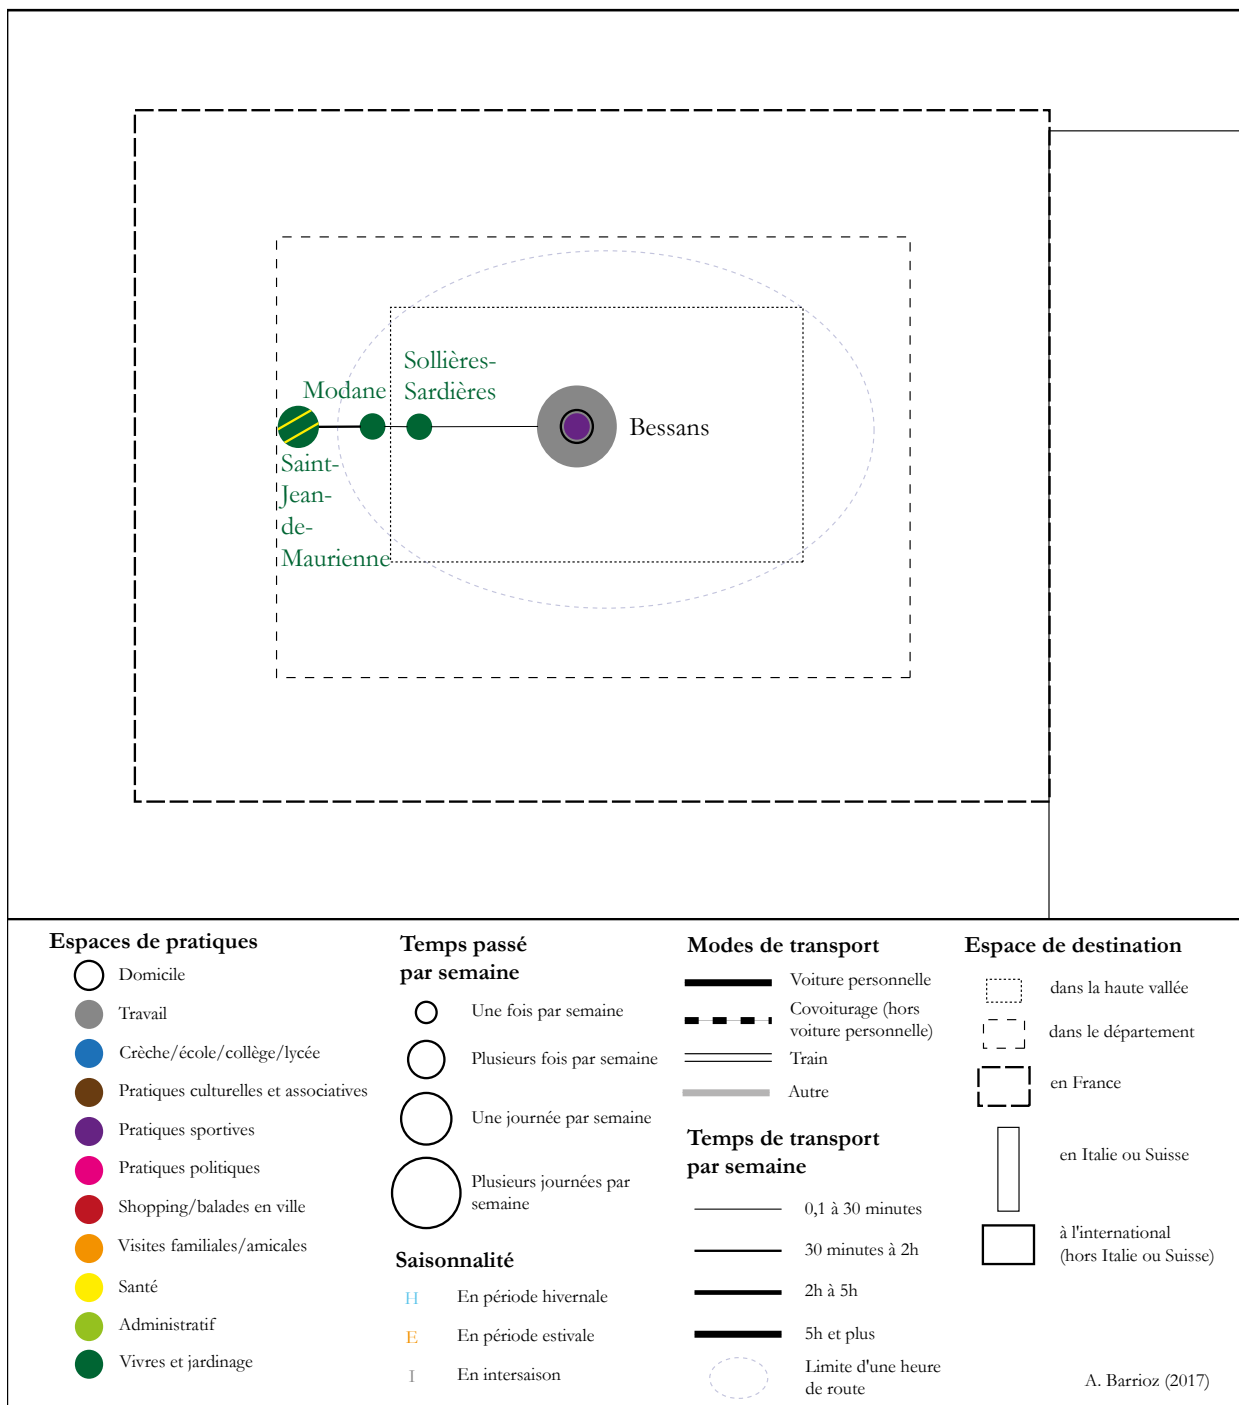 Sollières-
Sardières
Modane
Bessans
Saint-
Jean-
de-
Maurienne
Espaces de pratiques
Domicile
Travail
Crèche/école/collège/lycée
Pratiques culturelles et associatives
Pratiques sportives
Pratiques politiques
Shopping/balades en ville
Visites familiales/amicales
Santé
Administratif
Vivres et jardinage
Temps passé
par semaine
Une fois par semaine
Plusieurs fois par semaine
Une journée par semaine
Plusieurs journées par
semaine
Saisonnalité
H En période hivernale
E En période estivale
I En intersaison
Modes de transport
Voiture personnelle
Covoiturage (hors
voiture personnelle)
Train
Autre
Temps de transport
par semaine
0,1 à 30 minutes
30 minutes à 2h
2h à 5h
5h et plus
Limite d'une heure
de route
Espace de destination
dans la haute vallée
dans le département
en France
en Italie ou Suisse
à l'international
(hors Italie ou Suisse)
A. Barrioz (2017)